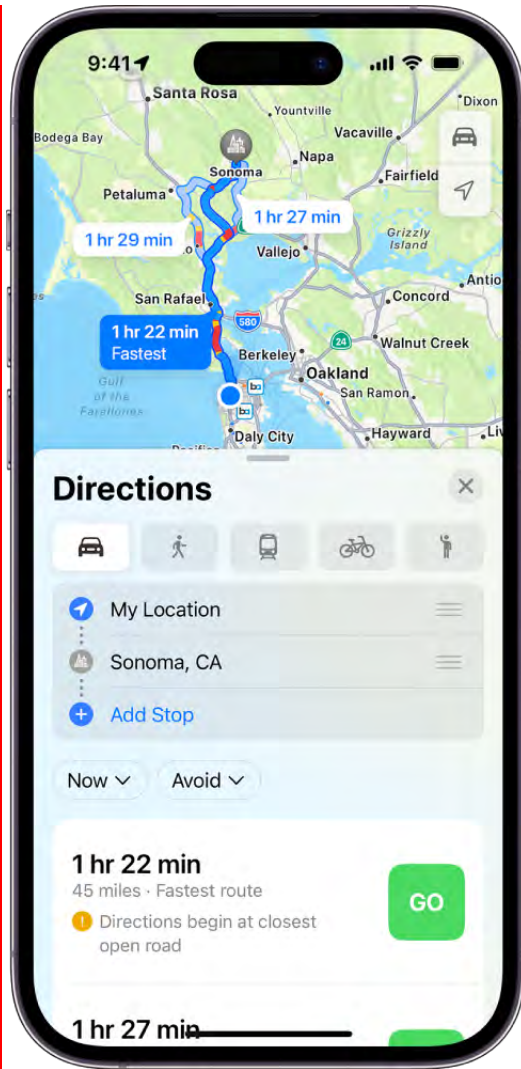 9:41
Santa Rosa
Yountville
Dixon
Bodega Bay
Vacaville
Napa
Sonoma
Fairfield
Petaluma
1 hr 27 min
1 hr 29 min
Grizzly
Island
Vallejo
Antio
San Rafael
Concord
580
1 hr 22 min
Fastest
24
Walnut Creek
Berkeley
Oakland
Gulf
of the
Farallones
San Ramon
Daly City
Hayward
Liv
Directions
My Location
Sonoma, CA
Add Stop
Now
Avoid
1 hr 22 min
45 miles · Fastest route
GO
Directions begin at closest
open road
1 hr 27 min